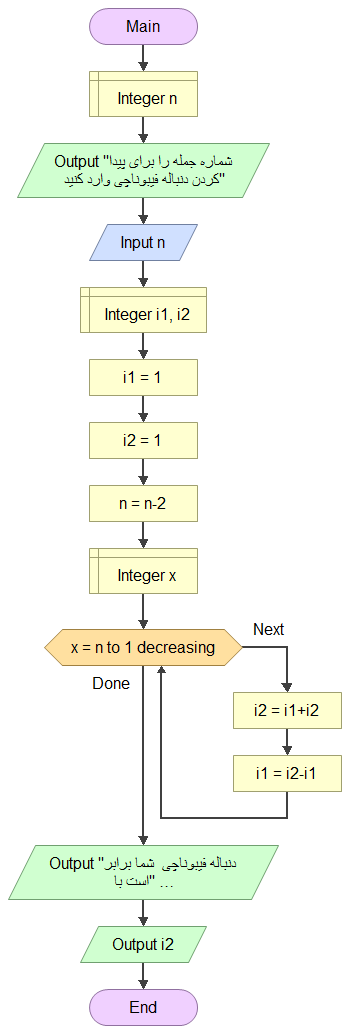 Main
Integer n
Output "شماره جمله را برای پیدا
کردن دنباله فیبوناچی وارد کنید"
Input n
Integer i1, i2
i1 = 1
i2 = 1
n = n-2
Integer x
x = n to 1 decreasing
Next
Done
i2 = i1+i2
i1 = i2-i1
Output "دنباله فیبوناچی شما برابر
است با" ...
Output i2
End